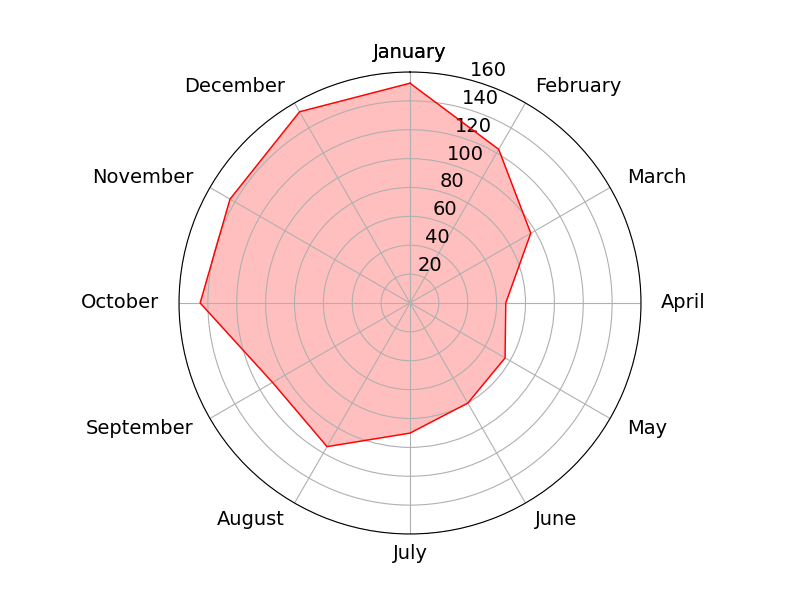 January
160
December
February
140
120
100
November
80
March
60
40
20
October
April
September
May
August
June
July